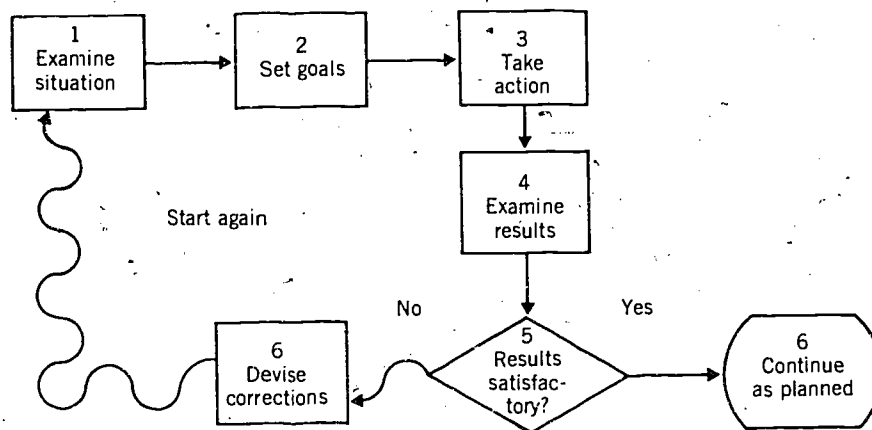 1
Examine
situation
2
Set goals
3
Take
action
4
Examine
results
Start again
No
Yes
5
Results
satisfac-
tory?
6
Devise
corrections
6
Continue
as planned